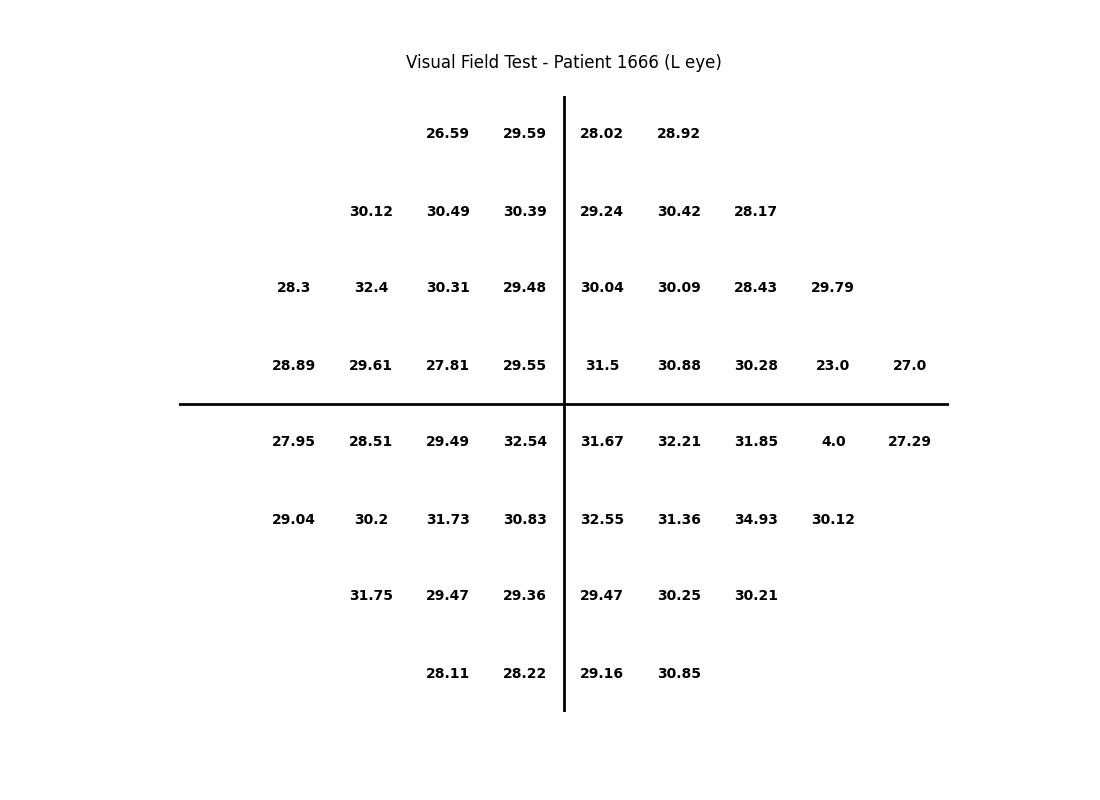 Visual Field Test - Patient 1666 (L eye)
26.59 29.59 28.02 28.92
30.12 30.49 30.39 29.24 30.42 28.17
28.3 32.4 30.31 29.48 30.04 30.09 28.43 29.79
28.89 29.61 27.81 29.55 31.5 30.88 30.28 23.0 27.0
27.95 28.51 29.49 32.54 31.67 32.21 31.85 4.0 27.29
29.04 30.2 31.73 30.83 32.55 31.36 34.93 30.12
31.75 29.47 29.36 29.47 30.25 30.21
28.11 28.22 29.16 30.85